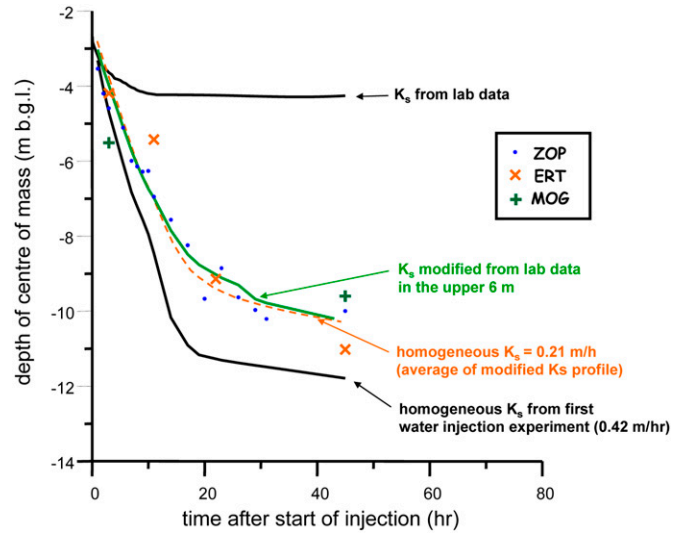 -2
-4
-6
-8
-10
-12
-14
depth of centre of mass (m b.g.l.)
Ks from lab data
ZOP
ERT
MOG
Ks modified from lab data
in the upper 6 m
homogeneous Ks = 0.21 m/h
(average of modified Ks profile)
homogeneous Ks from first
water injection experiment (0.42 m/hr)
0
20
40
60
80
time after start of injection (hr)